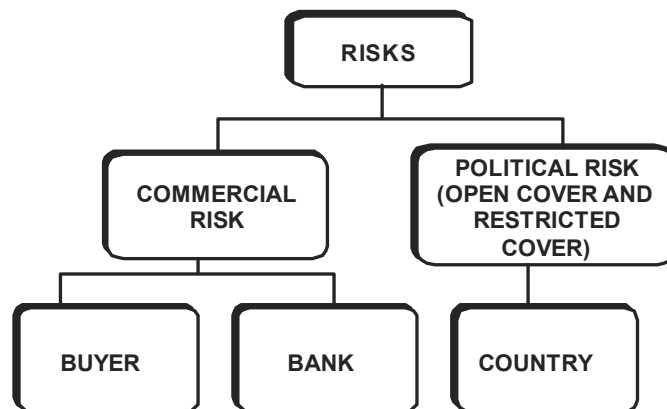 RISKS
COMMERCIAL
RISK
POLITICAL RISK
(OPEN COVER AND
RESTRICTED
COVER)
BUYER
BANK
COUNTRY